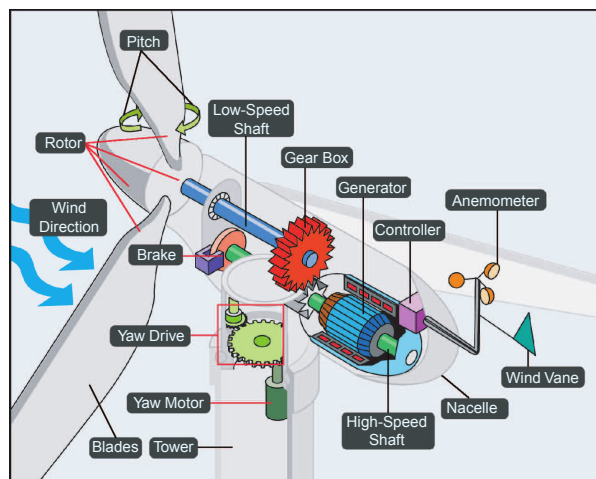 Pitch
Low-Speed
Shaft
Rotor
Gear Box
Generator
Anemometer
Wind
Direction
Controller
Brake
Yaw Drive
Wind Vane
Yaw Motor
Nacelle
High-Speed
Shaft
Blades
Tower